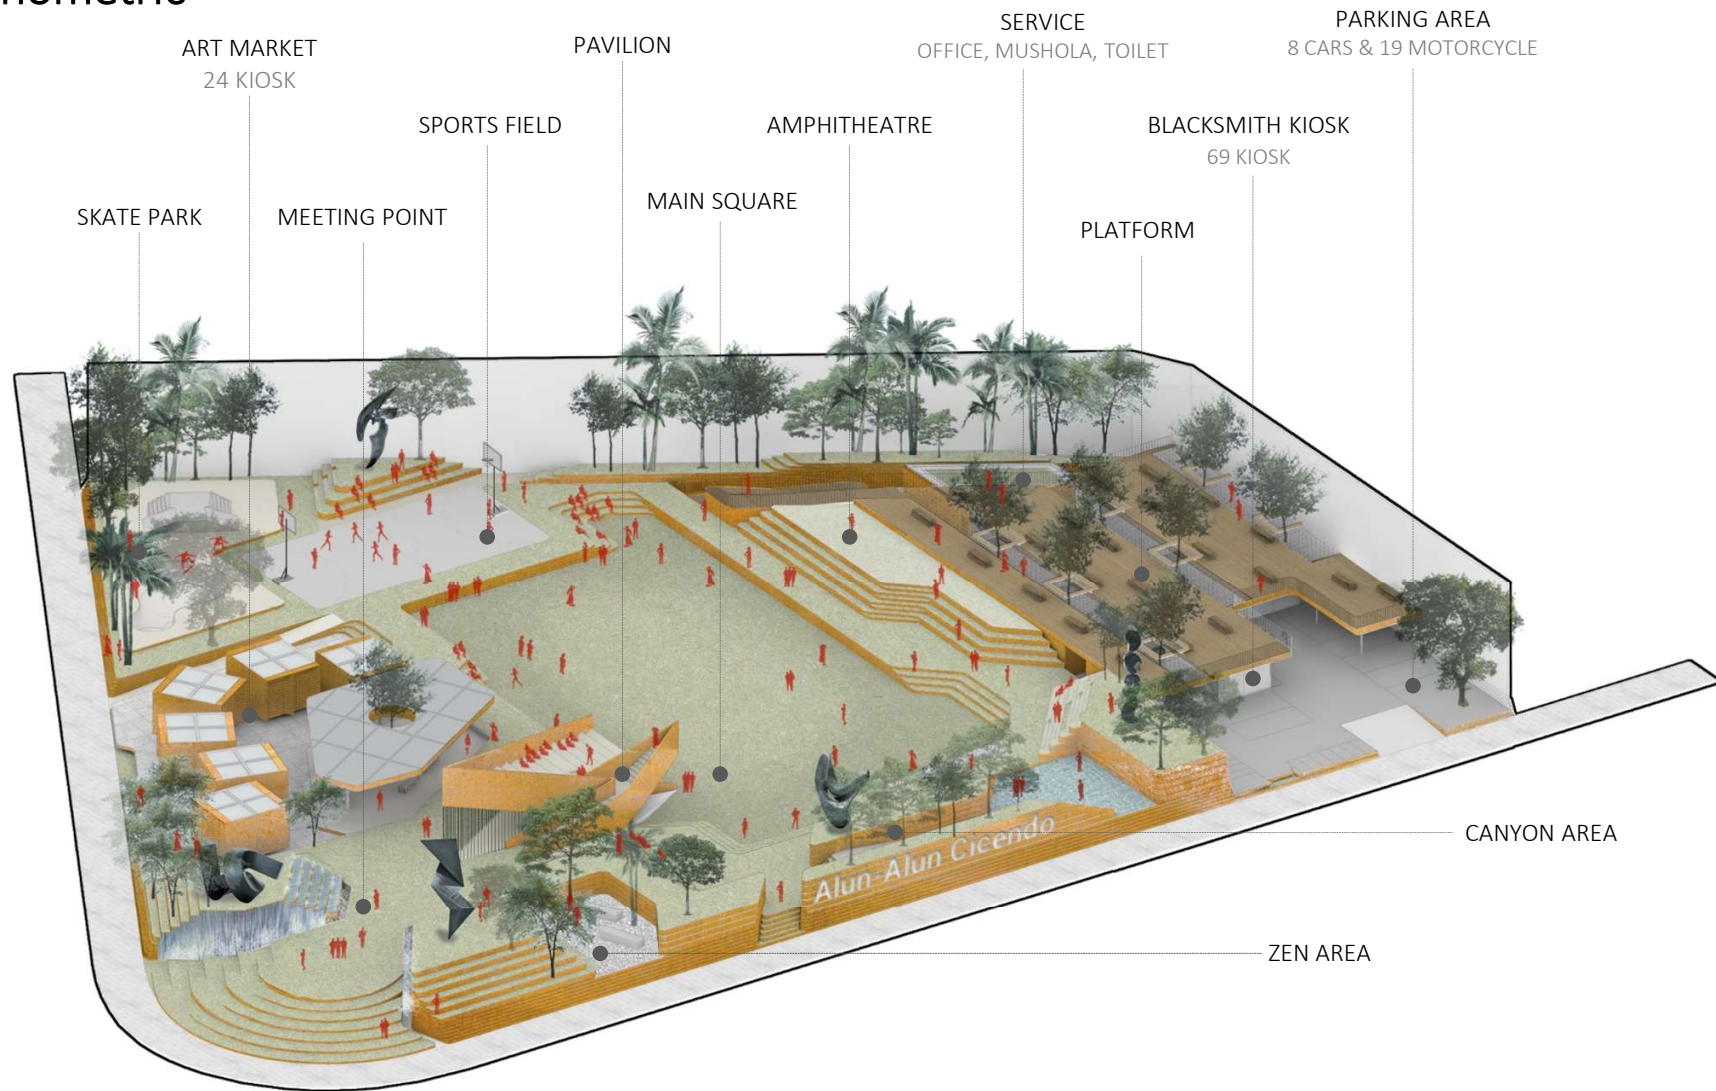 SERVICE
OFFICE, MUSHOLA, TOILET
PARKING AREA
8 CARS & 19 MOTORCYCLE
ART MARKET
24 KIOSK
PAVILION
SPORTS FIELD
AMPHITHEATRE
BLACKSMITH KIOSK
69 KIOSK
MAIN SQUARE
SKATE PARK
MEETING POINT
PLATFORM
CANYON AREA
Alun-Alun Cicendo
ZEN AREA